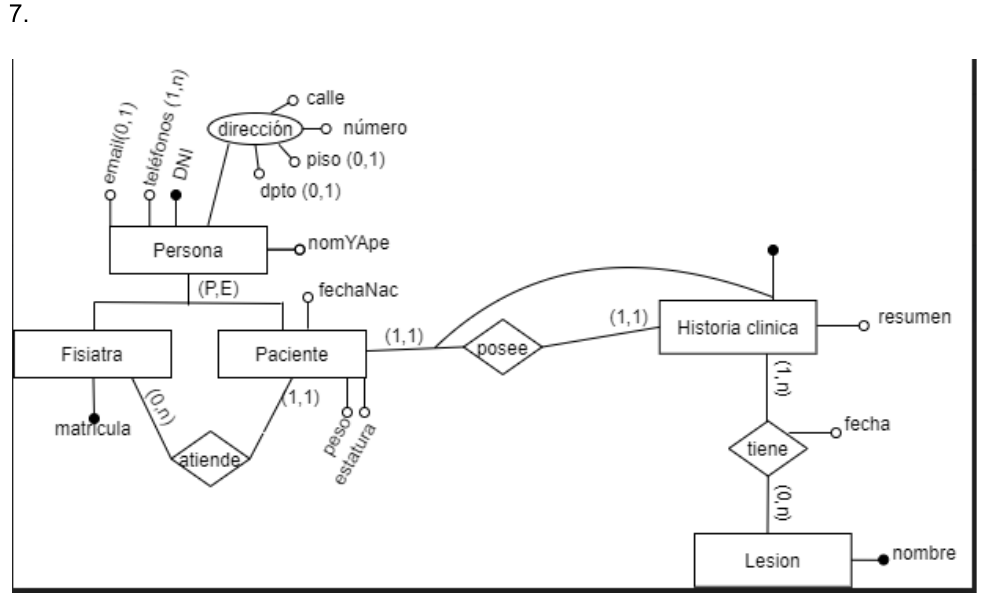 7.
email(0,1)
teléfonos (1,n)
DNI
dirección
calle
número
piso (0,1)
dpto (0,1)
Persona
nomYApe
(P,E)
fechaNac
Fisiatra
Paciente
(1,1)
posee
(1,1)
Historia clinica
resumen
matrícula
(0,n)
atiende
(1,1)
peso
estatura
(1,n)
tiene
fecha
(0,n)
Lesion
nombre